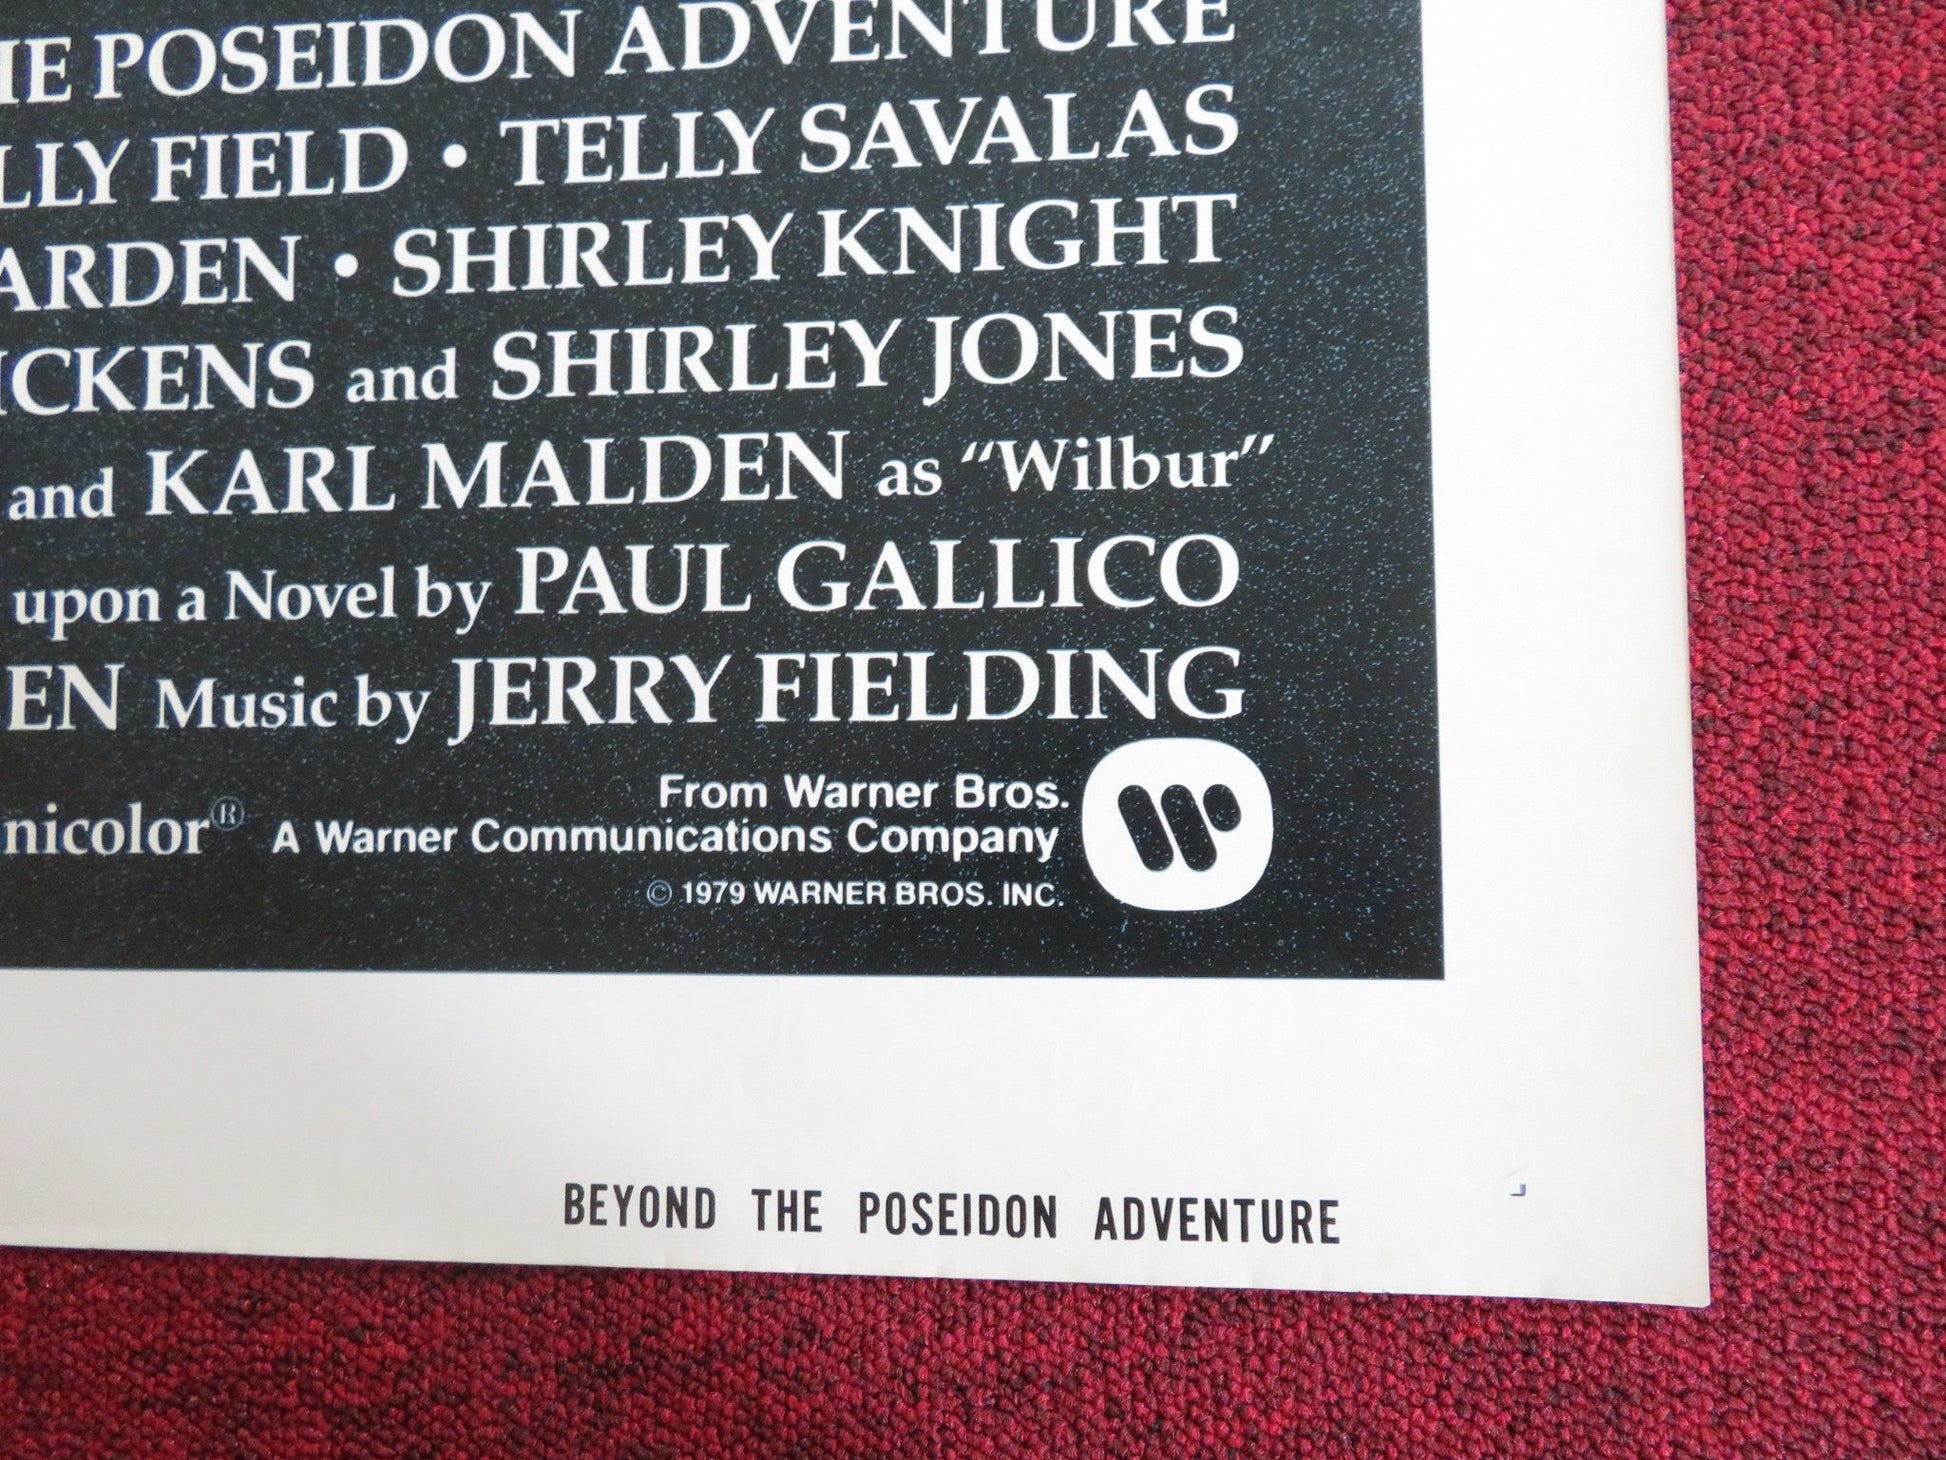 HE POSEIDON ADVENTURE
LLY FIELD • TELLY SAVALAS
ARDEN • SHIRLEY KNIGHT
ICKENS and SHIRLEY JONES
and KARL MALDEN as "Wilbur"
upon a Novel by PAUL GALLICO
EN Music by JERRY FIELDING
From Warner Bros.
nicolor® A Warner Communications Company
© 1979 WARNER BROS. INC.
BEYOND THE POSEIDON ADVENTURE